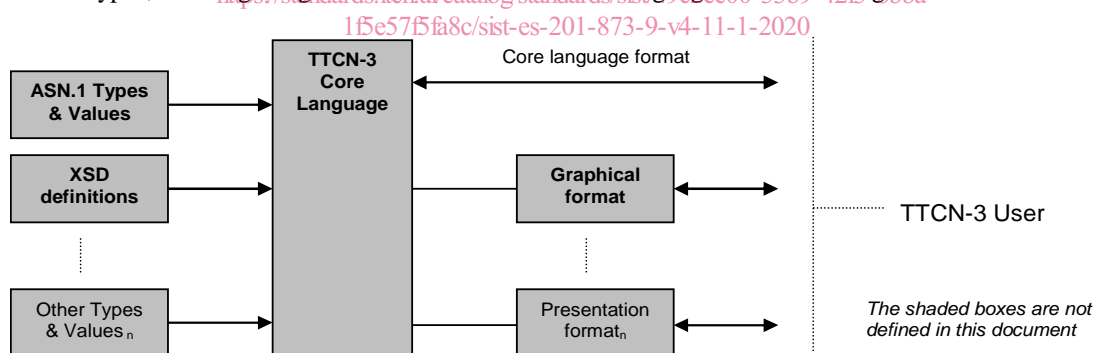 1f5e57f5fa8c/sist-es-201-873-9-v4-11-1-2020
TTCN-3
Core
Language
Core language format
ASN.1 Types
& Values
XSD
definitions
Graphical
format
TTCN-3 User
Other Types
& Values n
Presentation
format n
The shaded boxes are not
defined in this document